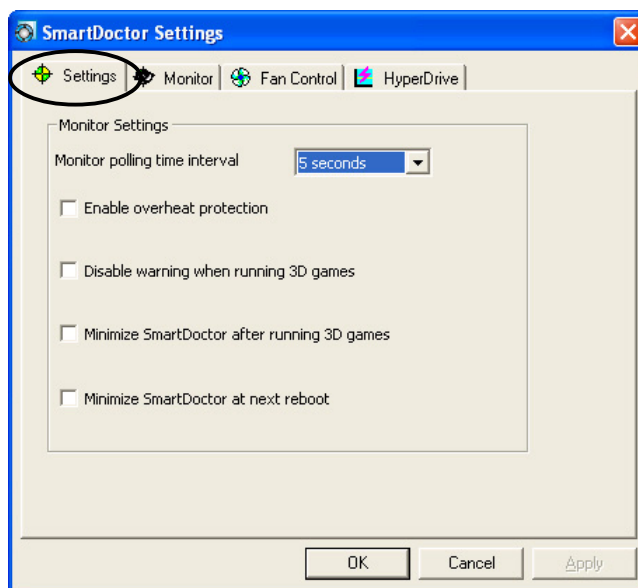 SmartDoctor Settings
Settings Monitor Fan Control HyperDrive
Monitor Settings
Monitor polling time interval 5 seconds
Enable overheat protection
Disable warning when running 3D games
Minimize SmartDoctor after running 3D games
Minimize SmartDoctor at next reboot
OK Cancel Apply